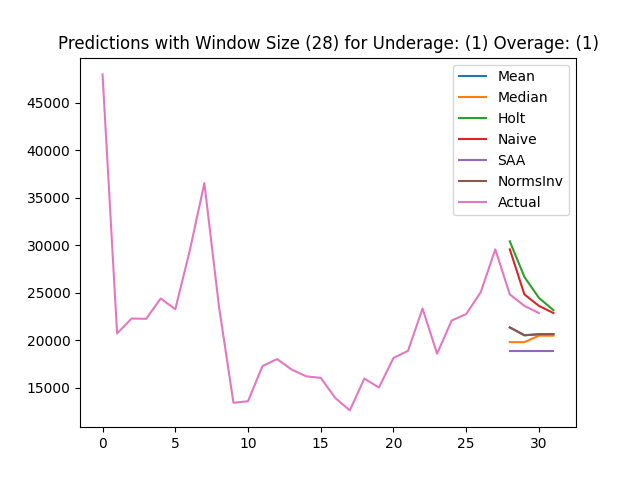 Predictions with Window Size (28) for Underage: (1) Overage: (1)
Mean
Median
Holt
Naive
SAA
NormsInv
Actual
45000
40000
35000
30000
25000
20000
15000
0 5 10 15 20 25 30